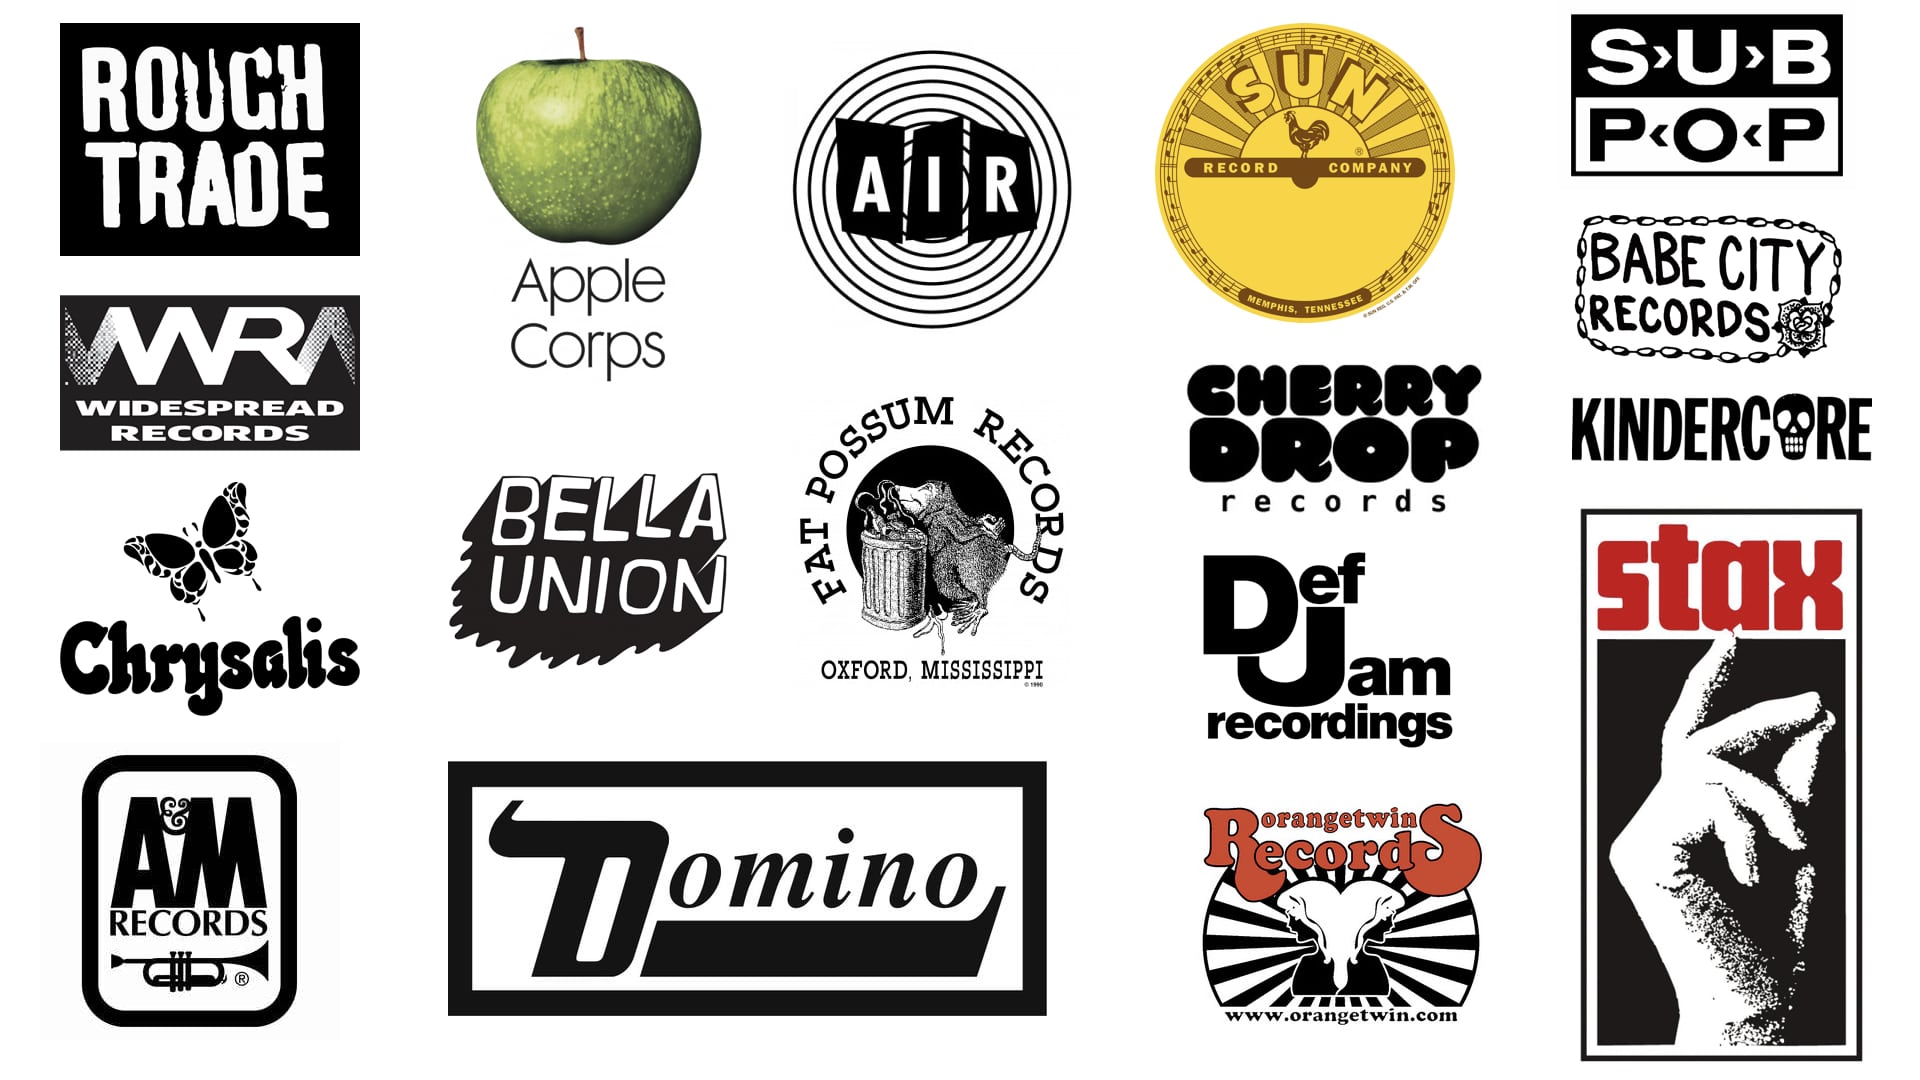 ROUGH
TRADE
WRA
WIDESPREAD
RECORDS
Chrysalis
A&M
RECORDS
®
Apple
Corps
AIR
BELLA
UNION
FAT POSSUM RECORDS
OXFORD, MISSISSIPPI
© 1990
Domino
SUN
®
RECORD COMPANY
MEMPHIS, TENNESSEE
CHERRY
DROP
records
Def
Jam
recordings
orangetwin
Records
www.orangetwin.com
S›U›B
P‹O‹P
BABE CITY
RECORDS
KINDERCORE
stax